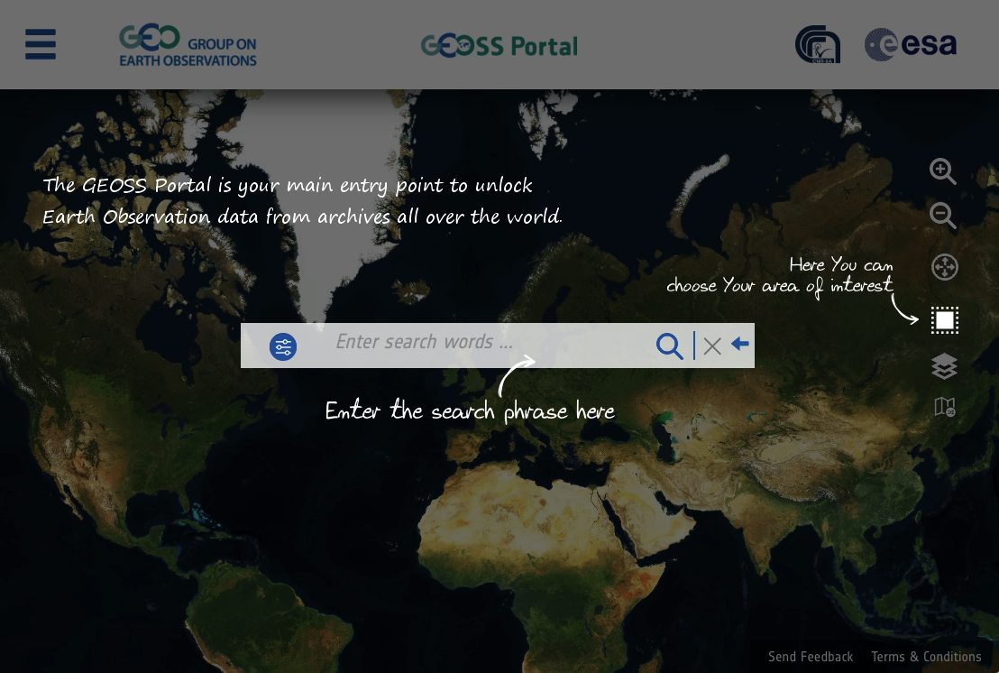 GEO GROUP ON
EARTH OBSERVATIONS
GEOSS Portal
CNR-IIA
esa
The GEOSS Portal is your main entry point to unlock
Earth Observation data from archives all over the world.
Here You can
choose Your area of interest
Enter search words ...
Enter the search phrase here
Send Feedback Terms & Conditions